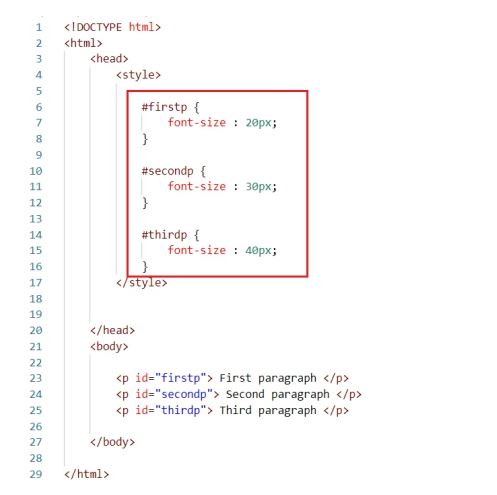 1 <!DOCTYPE html>
2 <html>
3 <head>
4 <style>
5
6 #firstp {
7 font-size : 20px;
8 }
9
10 #secondp {
11 font-size : 30px;
12 }
13
14 #thirdp {
15 font-size : 40px;
16 }
17 </style>
18
19
20 </head>
21 <body>
22
23 <p id="firstp"> First paragraph </p>
24 <p id="secondp"> Second paragraph </p>
25 <p id="thirdp"> Third paragraph </p>
26
27 </body>
28
29 </html>